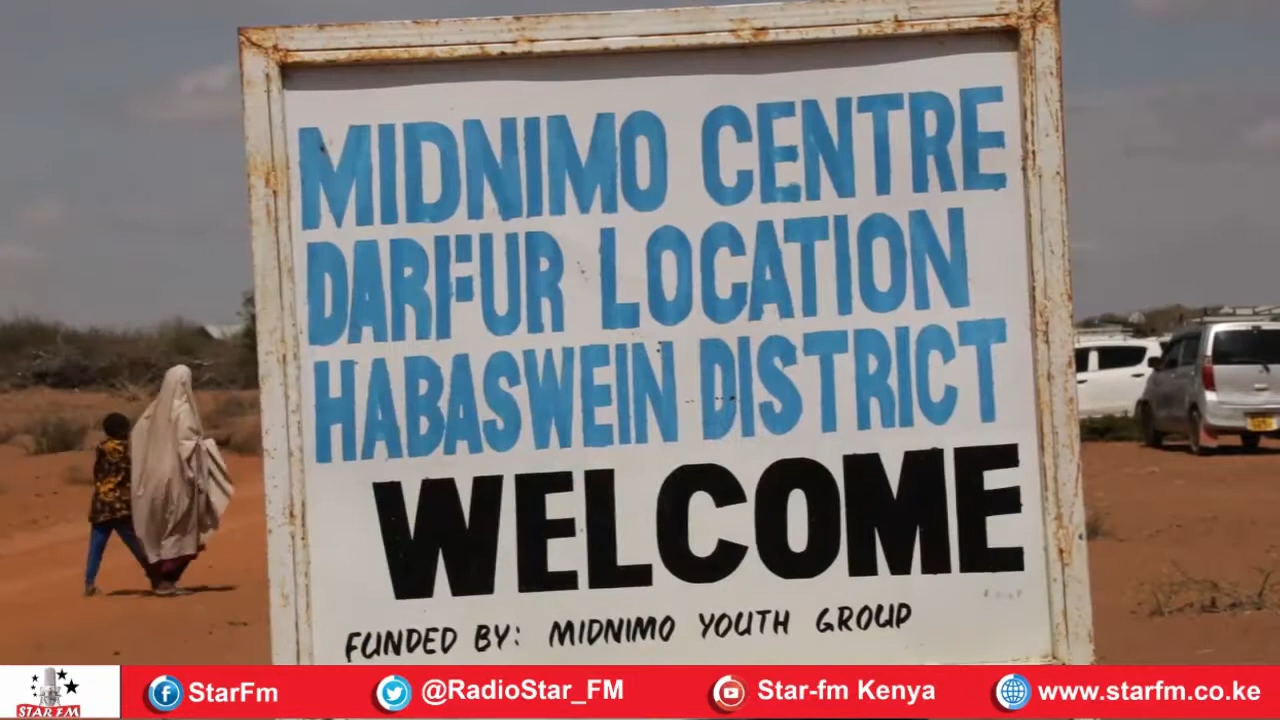 MIDNIMO CENTRE
DARFUR LOCATION
HABASWEIN DISTRICT
WELCOME
FUNDED BY: MIDNIMO YOUTH GROUP
STAR FM
StarFm
@RadioStar_FM
Star-fm Kenya
www.starfm.co.ke